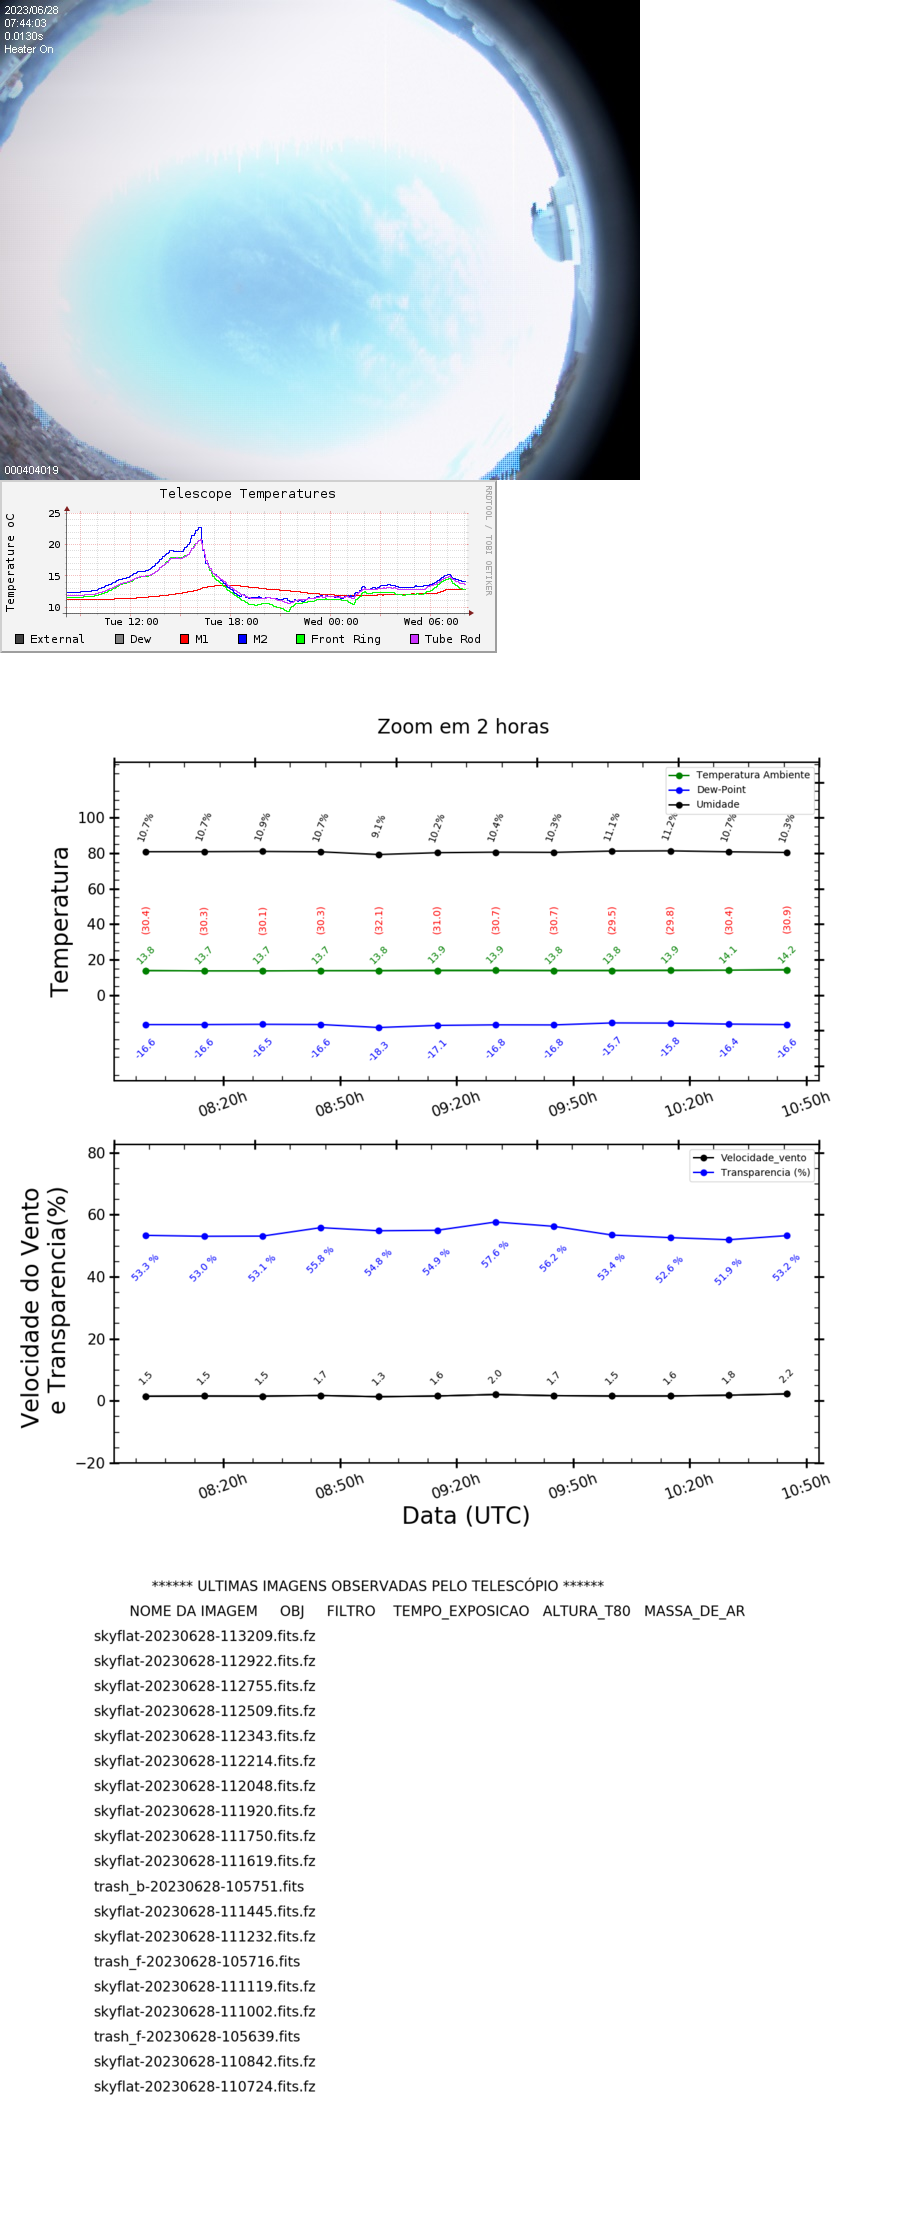 2023/06/28
07:44:03
0.0130s
Heater On
000404019
Telescope Temperatures
RRDTOOL / TOBI OETIKER
Temperature oC
25
20
15
10
Tue 12:00 Tue 18:00 Wed 00:00 Wed 06:00
External Dew M1 M2 Front Ring Tube Rod
Zoom em 2 horas
Temperatura Ambiente
Dew-Point
Umidade
Temperatura
100
80
60
40
20
0
10.7% 10.7% 10.9% 10.7% 9.1% 10.2% 10.4% 10.3% 11.1% 11.2% 10.7% 10.3%
(30.4) (30.3) (30.1) (30.3) (32.1) (31.0) (30.7) (30.7) (29.5) (29.8) (30.4) (30.9)
13.8 13.7 13.7 13.7 13.8 13.9 13.9 13.8 13.8 13.9 14.1 14.2
-16.6 -16.6 -16.5 -16.6 -18.3 -17.1 -16.8 -16.8 -15.7 -15.8 -16.4 -16.6
08:20h 08:50h 09:20h 09:50h 10:20h 10:50h
Velocidade_vento
Transparencia (%)
Velocidade do Vento
e Transparencia(%)
80
60
40
20
0
−20
53.3 % 53.0 % 53.1 % 55.8 % 54.8 % 54.9 % 57.6 % 56.2 % 53.4 % 52.6 % 51.9 % 53.2 %
1.5 1.5 1.5 1.7 1.3 1.6 2.0 1.7 1.5 1.6 1.8 2.2
08:20h 08:50h 09:20h 09:50h 10:20h 10:50h
Data (UTC)
****** ULTIMAS IMAGENS OBSERVADAS PELO TELESCÓPIO ******
NOME DA IMAGEM OBJ FILTRO TEMPO_EXPOSICAO ALTURA_T80 MASSA_DE_AR
skyflat-20230628-113209.fits.fz
skyflat-20230628-112922.fits.fz
skyflat-20230628-112755.fits.fz
skyflat-20230628-112509.fits.fz
skyflat-20230628-112343.fits.fz
skyflat-20230628-112214.fits.fz
skyflat-20230628-112048.fits.fz
skyflat-20230628-111920.fits.fz
skyflat-20230628-111750.fits.fz
skyflat-20230628-111619.fits.fz
trash_b-20230628-105751.fits
skyflat-20230628-111445.fits.fz
skyflat-20230628-111232.fits.fz
trash_f-20230628-105716.fits
skyflat-20230628-111119.fits.fz
skyflat-20230628-111002.fits.fz
trash_f-20230628-105639.fits
skyflat-20230628-110842.fits.fz
skyflat-20230628-110724.fits.fz